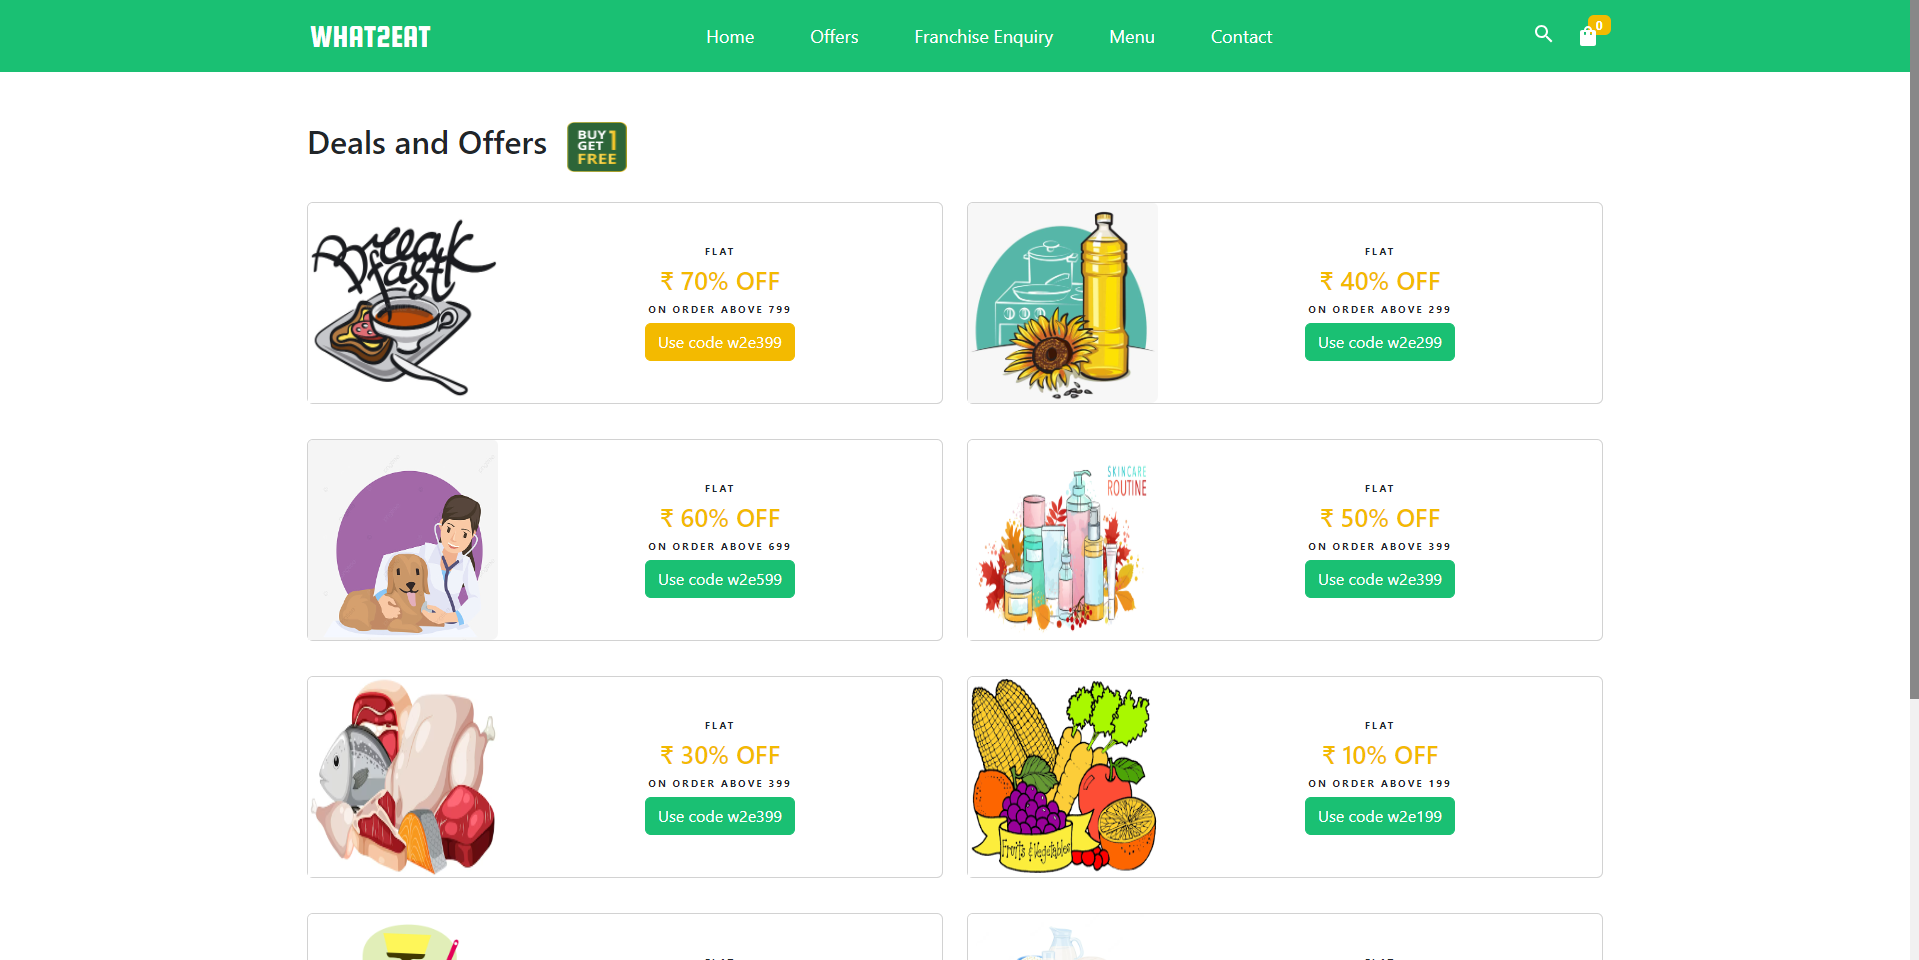 WHAT2EAT
Home
Offers
Franchise Enquiry
Menu
Contact
0
Deals and Offers
BUY 1
GET
FREE
Breakfast
FLAT
₹ 70% OFF
ON ORDER ABOVE 799
Use code w2e399
FLAT
₹ 40% OFF
ON ORDER ABOVE 299
Use code w2e299
FLAT
₹ 60% OFF
ON ORDER ABOVE 699
Use code w2e599
SKINCARE
ROUTINE
FLAT
₹ 50% OFF
ON ORDER ABOVE 399
Use code w2e399
FLAT
₹ 30% OFF
ON ORDER ABOVE 399
Use code w2e399
Fruits & Vegetables
FLAT
₹ 10% OFF
ON ORDER ABOVE 199
Use code w2e199